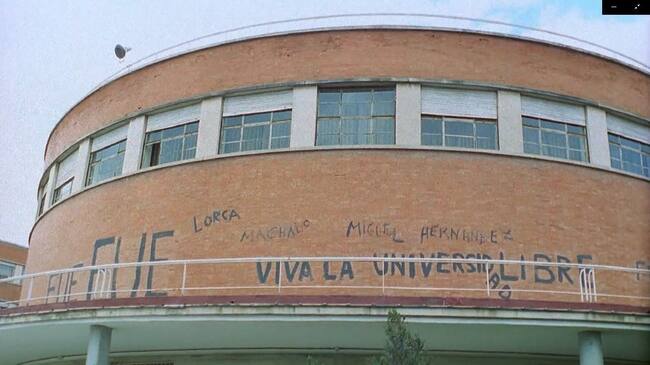 LORCA
MACHADO
MIGUEL HERNANDEZ
FUE FUE
VIVA LA UNIVERSIDAD LIBRE